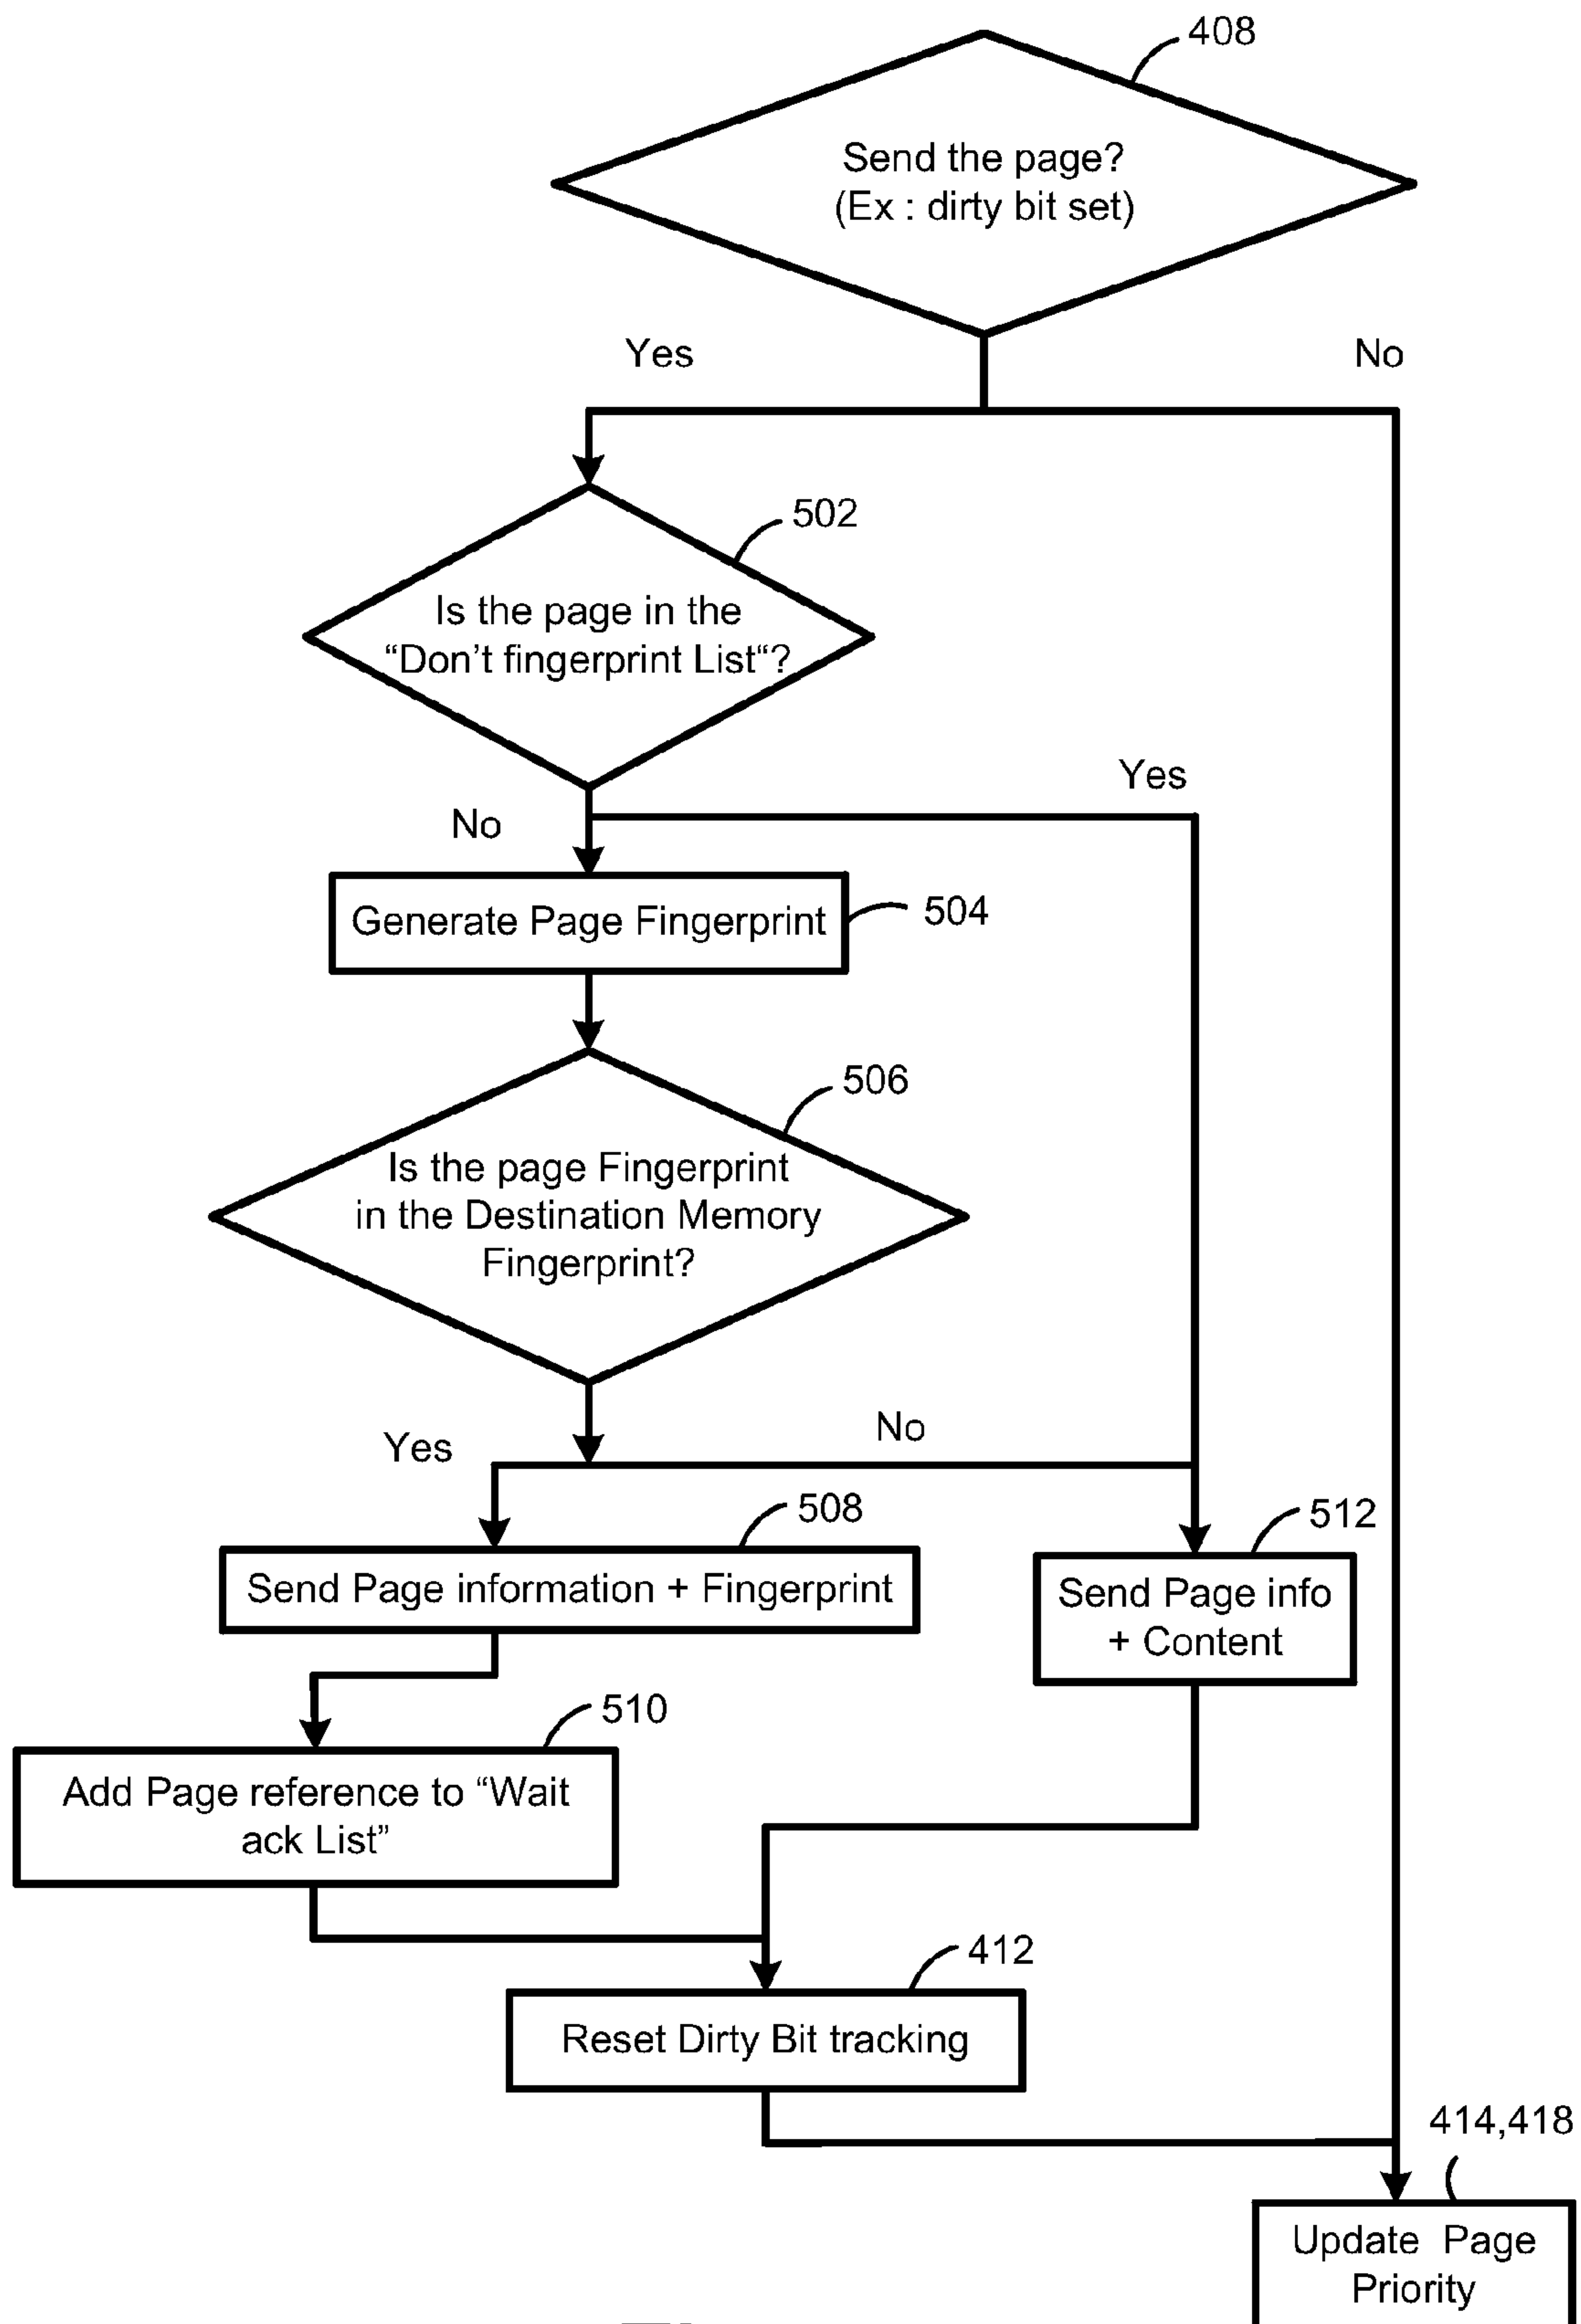 408
Send the page?
(Ex : dirty bit set)
Yes
No
502
Is the page in the
“Don't fingerprint List“?
Yes
No
Generate Page Fingerprint
504
506
Is the page Fingerprint
in the Destination Memory
Fingerprint?
No
Yes
508
512
Send Page information + Fingerprint
Send Page info
+ Content
510
Add Page reference to “Wait
ack List”
412
Reset Dirty Bit tracking
414,418
Update Page
Priority